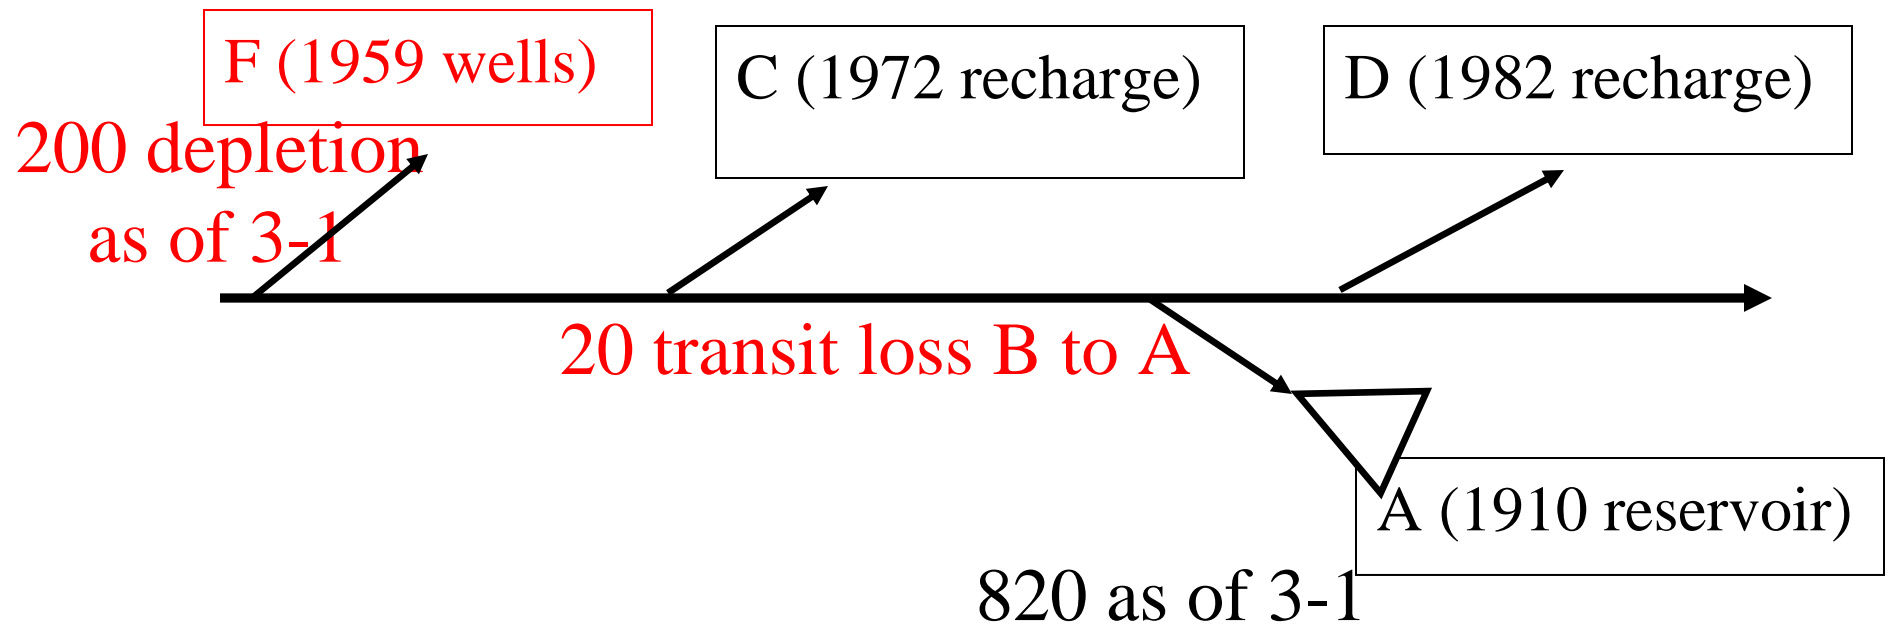 F (1959 wells)
C (1972 recharge)
D (1982 recharge)
200 depletion
as of 3-1
20 transit loss B to A
A (1910 reservoir)
820 as of 3-1